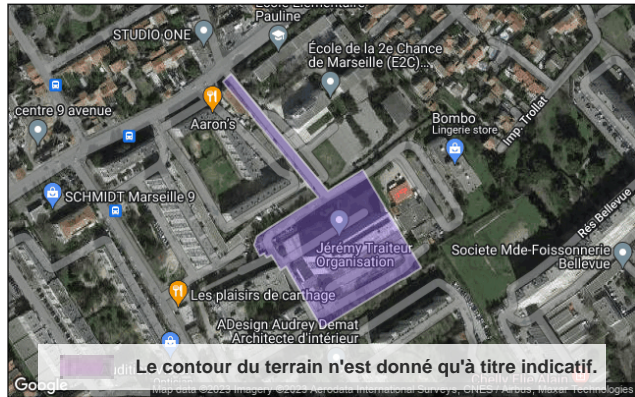 École Élémentaire
Pauline
STUDIO ONE
École de la 2e Chance
de Marseille (E2C)...
centre 9 avenue
Aaron's
Bombo
Lingerie store
Imp. Trollat
SCHMIDT Marseille 9
Rés Bellevue
Jérémy Traiteur
Organisation
Societe Mde-Foissonnerie
Bellevue
Les plaisirs de carthage
ADesign Audrey Demat
Architecte d'intérieur
Le contour du terrain n'est donné qu'à titre indicatif.
Google
Map data ©2023 Imagery ©2023 Aerodata International Surveys, CNES / Airbus, Maxar Technologies